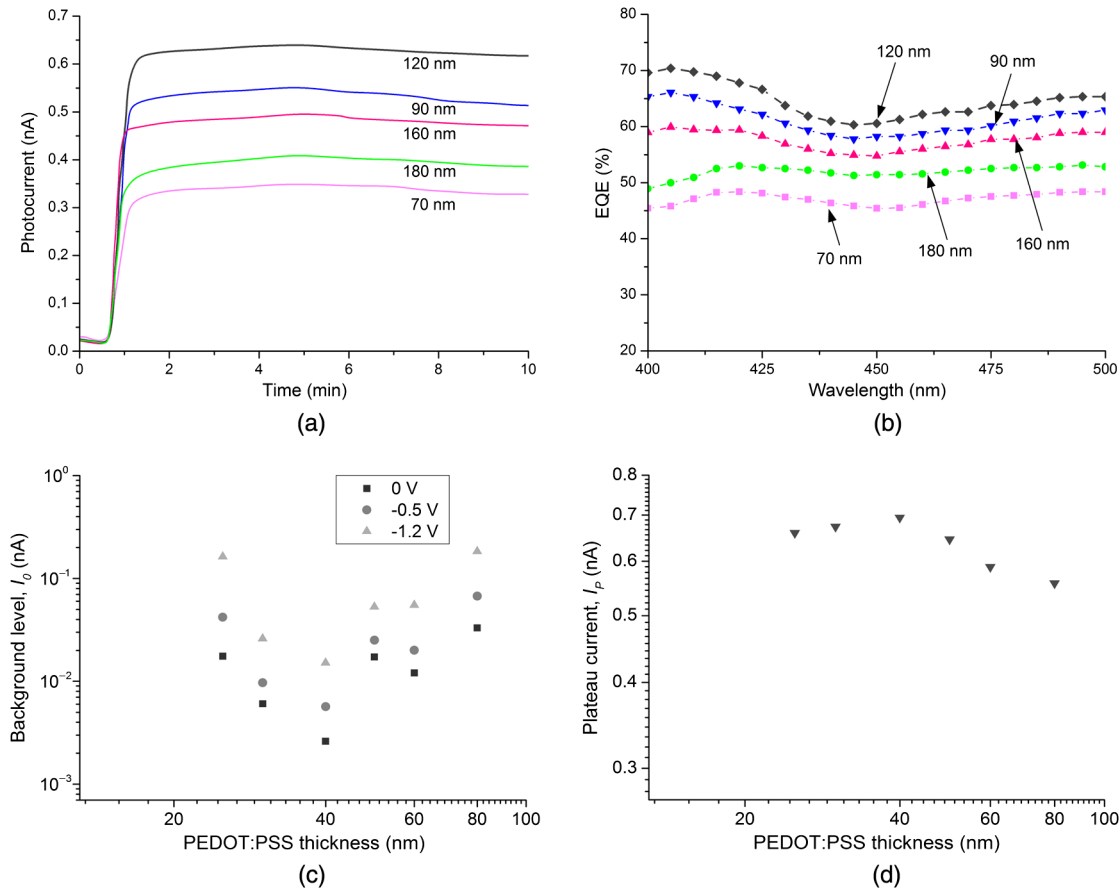 0.7
0.6
0.5
0.4
0.3
0.2
0.1
0.0
Photocurrent (nA)
120 nm
90 nm
160 nm
180 nm
70 nm
0 2 4 6 8 10
Time (min)
(a)
80
70
60
50
40
30
20
EQE (%)
120 nm
90 nm
70 nm
180 nm
160 nm
400 425 450 475 500
Wavelength (nm)
(b)
10⁰
10⁻¹
10⁻²
10⁻³
Background level, I₀ (nA)
0 V
-0.5 V
-1.2 V
20 40 60 80 100
PEDOT:PSS thickness (nm)
(c)
0.8
0.7
0.6
0.5
0.4
0.3
Plateau current, I_P (nA)
20 40 60 80 100
PEDOT:PSS thickness (nm)
(d)